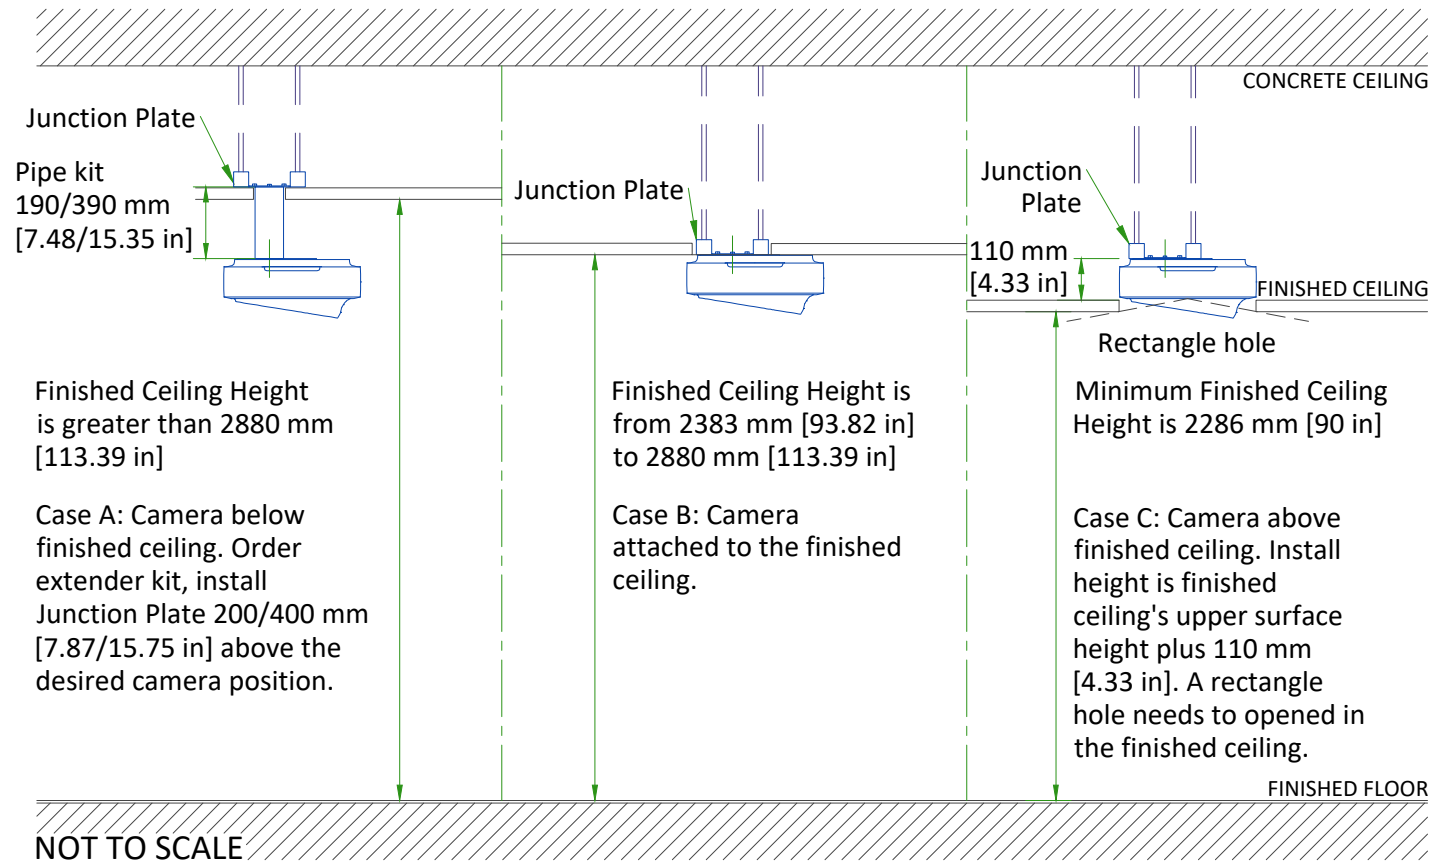 CONCRETE CEILING
Junction Plate
Pipe kit
190/390 mm
[7.48/15.35 in]
Finished Ceiling Height
is greater than 2880 mm
[113.39 in]
Case A: Camera below
finished ceiling. Order
extender kit, install
Junction Plate 200/400 mm
[7.87/15.75 in] above the
desired camera position.
Junction Plate
Finished Ceiling Height is
from 2383 mm [93.82 in]
to 2880 mm [113.39 in]
Case B: Camera
attached to the finished
ceiling.
Junction
Plate
110 mm
[4.33 in]
FINISHED CEILING
Rectangle hole
Minimum Finished Ceiling
Height is 2286 mm [90 in]
Case C: Camera above
finished ceiling. Install
height is finished
ceiling's upper surface
height plus 110 mm
[4.33 in]. A rectangle
hole needs to opened in
the finished ceiling.
FINISHED FLOOR
NOT TO SCALE